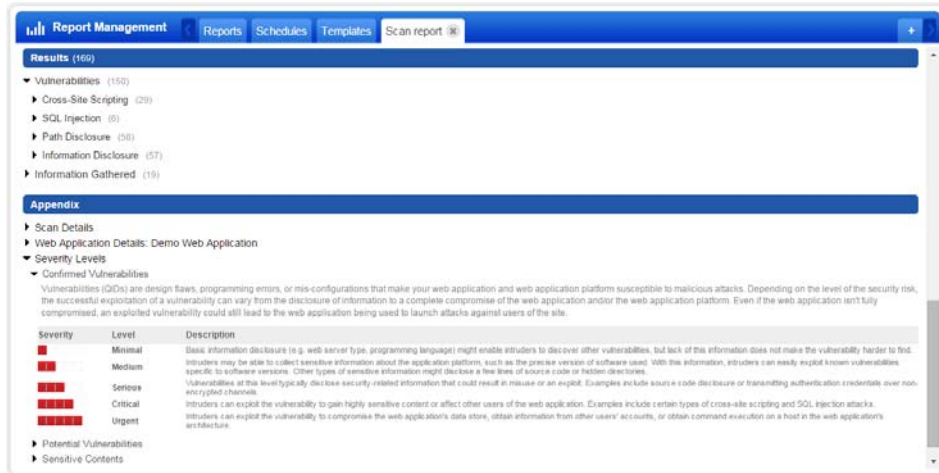 Report Management
Reports Schedules Templates Scan report
Results (169)
Vulnerabilities (150)
Cross-Site Scripting (29)
SQL Injection (6)
Path Disclosure (58)
Information Disclosure (57)
Information Gathered (19)
Appendix
Scan Details
Web Application Details: Demo Web Application
Severity Levels
Confirmed Vulnerabilities
Vulnerabilities (QIDs) are design flaws, programming errors, or mis-configurations that make your web application and web application platform susceptible to malicious attacks. Depending on the level of the security risk,
the successful exploitation of a vulnerability can vary from the disclosure of information to a complete compromise of the web application and/or the web application platform. Even if the web application isn't fully
compromised, an exploited vulnerability could still lead to the web application being used to launch attacks against users of the site.
Severity Level Description
Minimal Basic information disclosure (e.g. web server type, programming language) might enable intruders to discover other vulnerabilities, but lack of this information does not make the vulnerability harder to find.
Medium Intruders may be able to collect sensitive information about the application platform, such as the precise version of software used. With this information, intruders can easily exploit known vulnerabilities
specific to software versions. Other types of sensitive information might disclose a few lines of source code or hidden directories.
Serious Vulnerabilities at this level typically disclose security-related information that could result in misuse or an exploit. Examples include source code disclosure or transmitting authentication credentials over non-
encrypted channels.
Critical Intruders can exploit the vulnerability to gain highly sensitive content or affect other users of the web application. Examples include certain types of cross-site scripting and SQL injection attacks.
Urgent Intruders can exploit the vulnerability to compromise the web application's data store, obtain information from other users' accounts, or obtain command execution on a host in the web application's
architecture.
Potential Vulnerabilities
Sensitive Contents